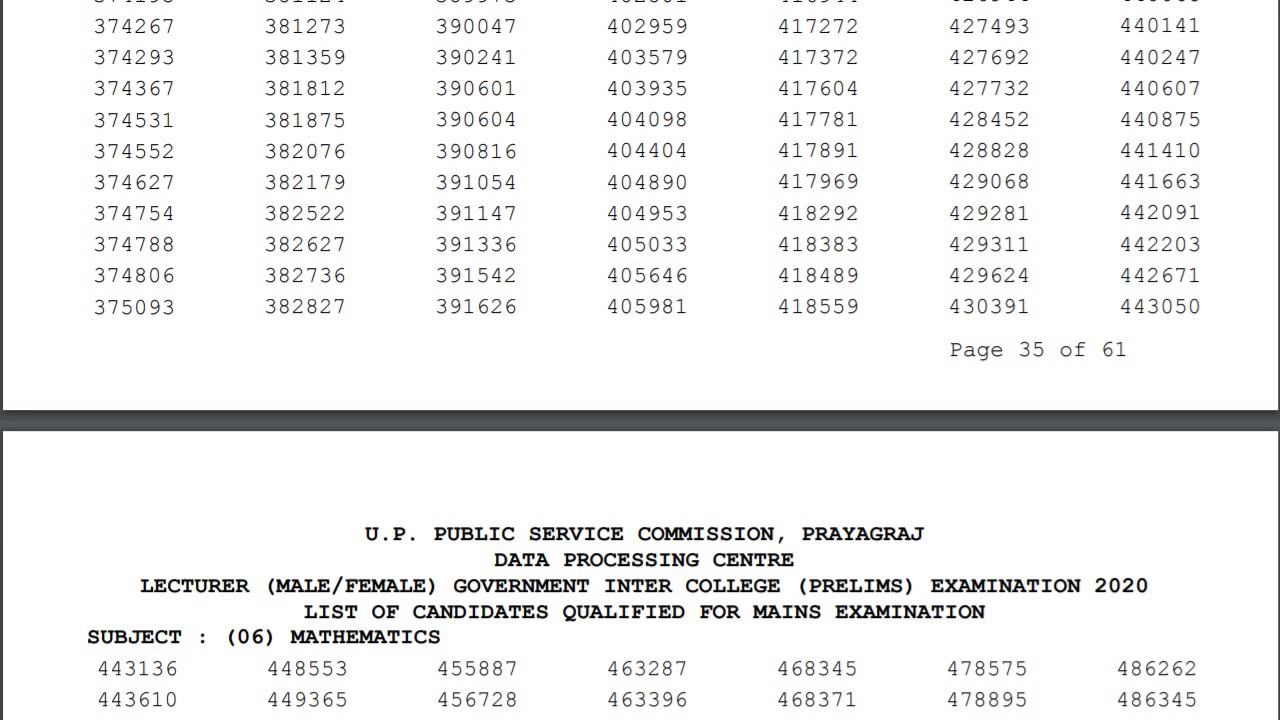 374267 381273 390047 402959 417272 427493 440141
374293 381359 390241 403579 417372 427692 440247
374367 381812 390601 403935 417604 427732 440607
374531 381875 390604 404098 417781 428452 440875
374552 382076 390816 404404 417891 428828 441410
374627 382179 391054 404890 417969 429068 441663
374754 382522 391147 404953 418292 429281 442091
374788 382627 391336 405033 418383 429311 442203
374806 382736 391542 405646 418489 429624 442671
375093 382827 391626 405981 418559 430391 443050
Page 35 of 61
U.P. PUBLIC SERVICE COMMISSION, PRAYAGRAJ
DATA PROCESSING CENTRE
LECTURER (MALE/FEMALE) GOVERNMENT INTER COLLEGE (PRELIMS) EXAMINATION 2020
LIST OF CANDIDATES QUALIFIED FOR MAINS EXAMINATION
SUBJECT : (06) MATHEMATICS
443136 448553 455887 463287 468345 478575 486262
443610 449365 456728 463396 468371 478895 486345